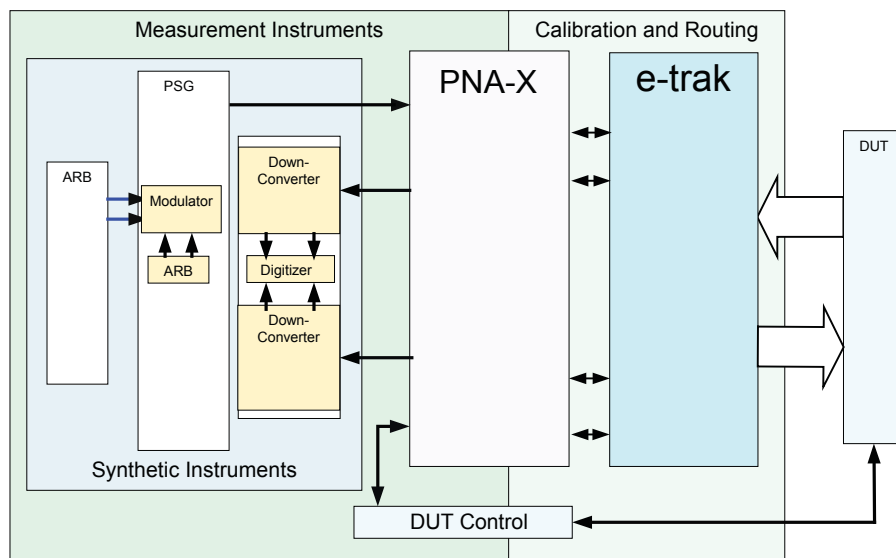 Measurement Instruments
Calibration and Routing
PSG
PNA-X
e-trak
DUT
ARB
Down-
Converter
Modulator
ARB
Digitizer
Down-
Converter
Synthetic Instruments
DUT Control